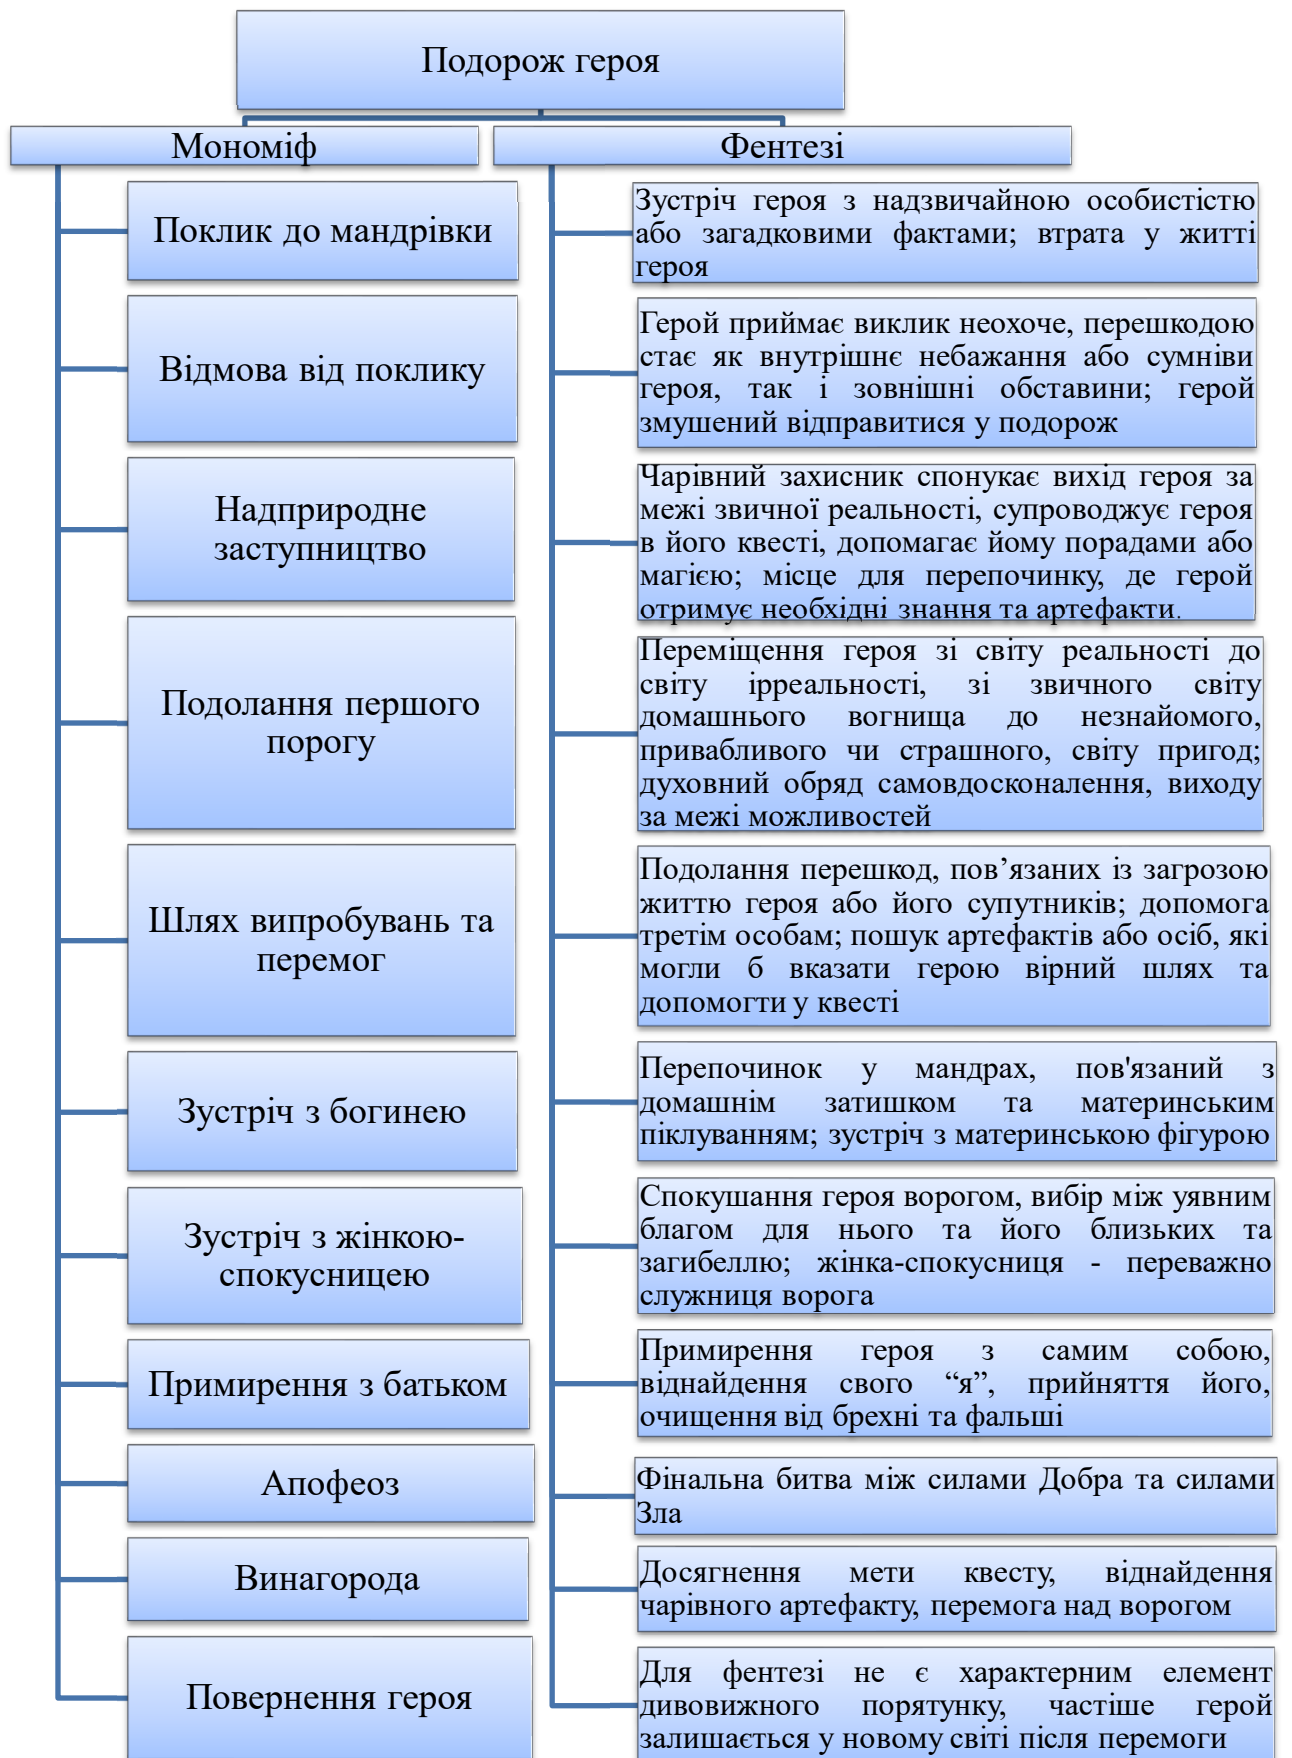 Подорож героя
Мономіф
Фентезі
Поклик до мандрівки
Зустріч героя з надзвичайною особистістю
або загадковими фактами; втрата у житті
героя
Відмова від поклику
Герой приймає виклик неохоче, перешкодою
стає як внутрішнє небажання або сумніви
героя, так і зовнішні обставини; герой
змушений відправитися у подорож
Надприродне
заступництво
Чарівний захисник спонукає вихід героя за
межі звичної реальності, супроводжує героя
в його квесті, допомагає йому порадами або
магією; місце для перепочинку, де герой
отримує необхідні знання та артефакти.
Подолання першого
порогу
Переміщення героя зі світу реальності до
світу ірреальності, зі звичного світу
домашнього вогнища до незнайомого,
привабливого чи страшного, світу пригод;
духовний обряд самовдосконалення, виходу
за межі можливостей
Шлях випробувань та
перемог
Подолання перешкод, пов’язаних із загрозою
життю героя або його супутників; допомога
третім особам; пошук артефактів або осіб, які
могли б вказати герою вірний шлях та
допомогти у квесті
Зустріч з богинею
Перепочинок у мандрах, пов'язаний з
домашнім затишком та материнським
піклуванням; зустріч з материнською фігурою
Зустріч з жінкою-
спокусницею
Спокушання героя ворогом, вибір між уявним
благом для нього та його близьких та
загибеллю; жінка-спокусниця - переважно
служниця ворога
Примирення з батьком
Примирення героя з самим собою,
віднайдення свого “я”, прийняття його,
очищення від брехні та фальші
Апофеоз
Фінальна битва між силами Добра та силами
Зла
Винагорода
Досягнення мети квесту, віднайдення
чарівного артефакту, перемога над ворогом
Повернення героя
Для фентезі не є характерним елемент
дивовижного порятунку, частіше герой
залишається у новому світі після перемоги